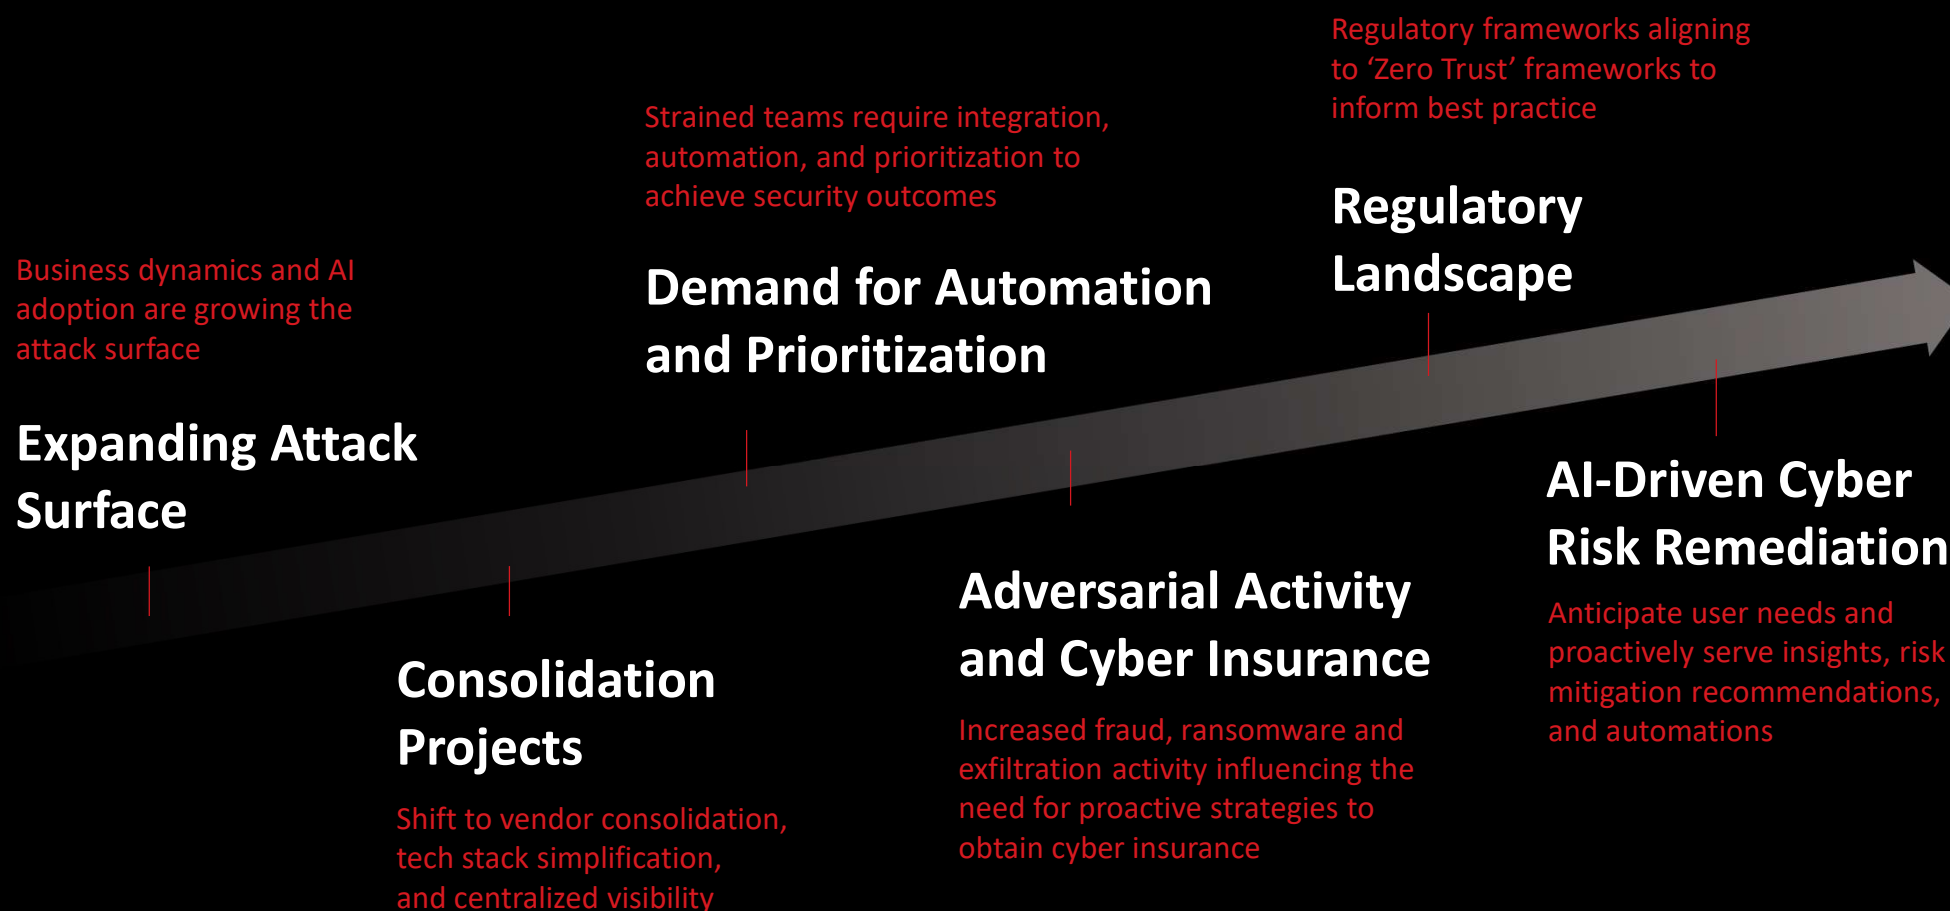 Business dynamics and AI
adoption are growing the
attack surface
Expanding Attack
Surface
Consolidation
Projects
Shift to vendor consolidation,
tech stack simplification,
and centralized visibility
Strained teams require integration,
automation, and prioritization to
achieve security outcomes
Demand for Automation
and Prioritization
Adversarial Activity
and Cyber Insurance
Increased fraud, ransomware and
exfiltration activity influencing the
need for proactive strategies to
obtain cyber insurance
Regulatory frameworks aligning
to ‘Zero Trust’ frameworks to
inform best practice
Regulatory
Landscape
AI-Driven Cyber
Risk Remediation
Anticipate user needs and
proactively serve insights, risk
mitigation recommendations,
and automations